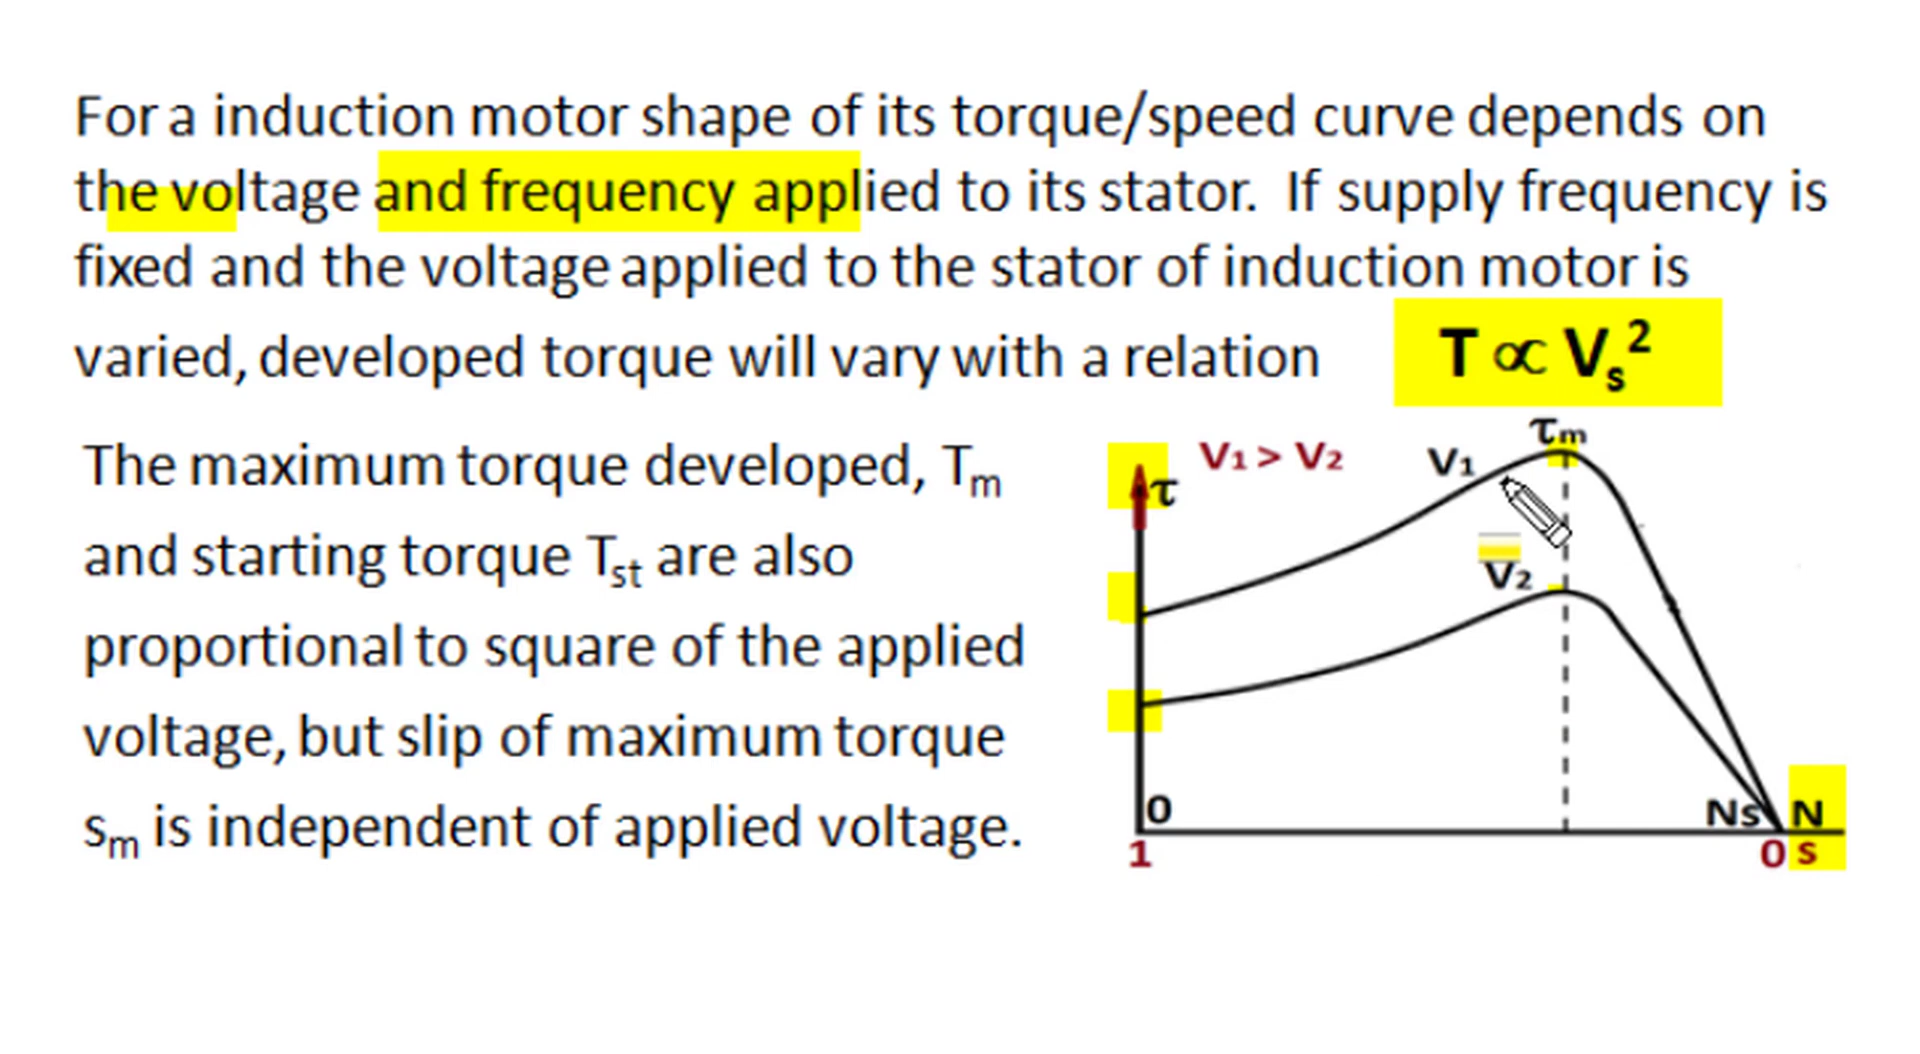 For a induction motor shape of its torque/speed curve depends on
the voltage and frequency applied to its stator. If supply frequency is
fixed and the voltage applied to the stator of induction motor is
varied, developed torque will vary with a relation T ∝ Vₛ²
The maximum torque developed, Tₘ
and starting torque Tₛₜ are also
proportional to square of the applied
voltage, but slip of maximum torque
sₘ is independent of applied voltage.
τ
V₁ > V₂
V₁
τₘ
V₂
0
Ns
N
1
0
s